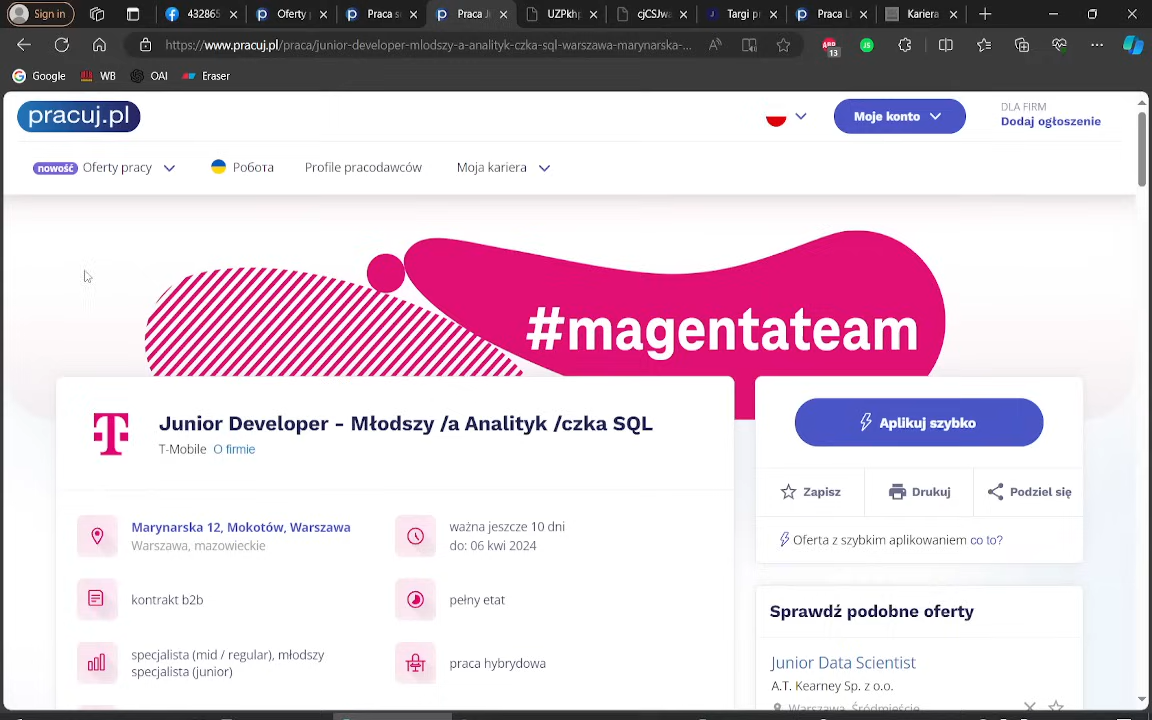 Sign in
43286
Oferty
Praca s
Praca J
UZPkhp
cjCSJwa
Targi p
Praca L
Kariera
https://www.pracuj.pl/praca/junior-developer-mlodszy-a-analityk-czka-sql-warszawa-marynarska-...
13
Google WB OAI Eraser
pracuj.pl
Moje konto
DLA FIRM
Dodaj ogłoszenie
nowość Oferty pracy Робота Profile pracodawców Moja kariera
#magentateam
Junior Developer - Młodszy /a Analityk /czka SQL
T-Mobile O firmie
Marynarska 12, Mokotów, Warszawa
Warszawa, mazowieckie
ważna jeszcze 10 dni
do: 06 kwi 2024
kontrakt b2b
pełny etat
specjalista (mid / regular), młodszy
specjalista (junior)
praca hybrydowa
Aplikuj szybko
Zapisz Drukuj Podziel się
Oferta z szybkim aplikowaniem co to?
Sprawdź podobne oferty
Junior Data Scientist
A.T. Kearney Sp. z o.o.
Warszawa, Śródmieście